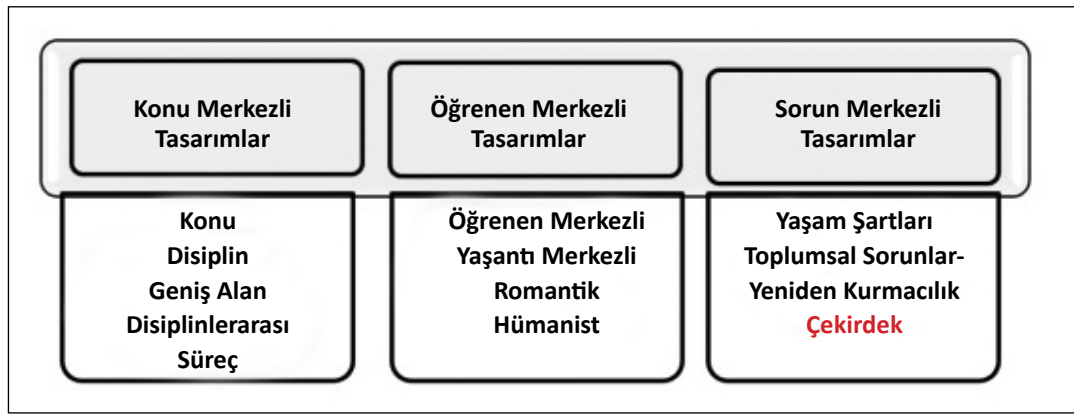 Konu Merkezli
Tasarımlar
Öğrenen Merkezli
Tasarımlar
Sorun Merkezli
Tasarımlar
Konu
Disiplin
Geniş Alan
Disiplinlerarası
Süreç
Öğrenen Merkezli
Yaşantı Merkezli
Romantik
Hümanist
Yaşam Şartları
Toplumsal Sorunlar-
Yeniden Kurmacılık
Çekirdek